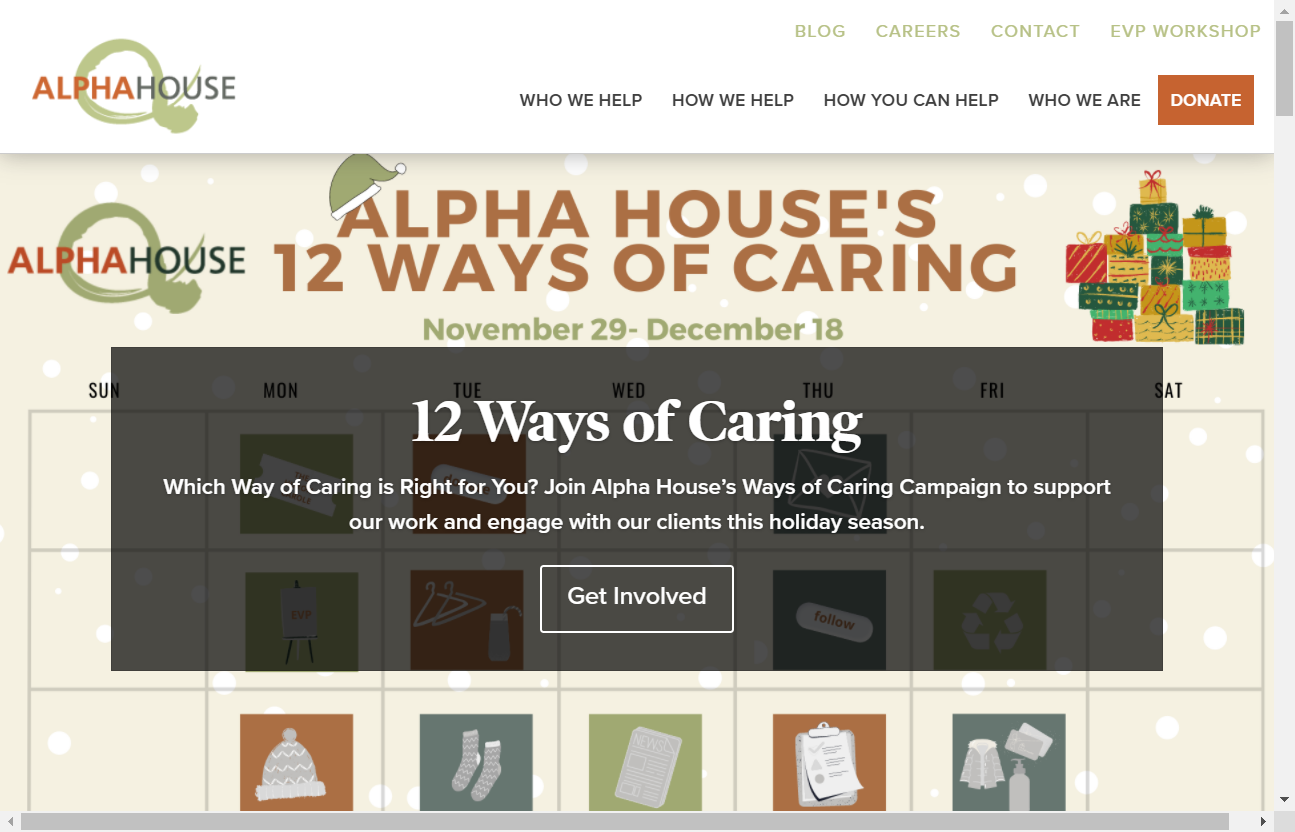 BLOG CAREERS CONTACT EVP WORKSHOP
ALPHAHOUSE
WHO WE HELP HOW WE HELP HOW YOU CAN HELP WHO WE ARE DONATE
ALPHA HOUSE'S
ALPHAHOUSE
12 WAYS OF CARING
November 29- December 18
SUN MON TUE WED THU FRI SAT
12 Ways of Caring
Which Way of Caring is Right for You? Join Alpha House’s Ways of Caring Campaign to support
our work and engage with our clients this holiday season.
Get Involved
EVP
follow
NEWS